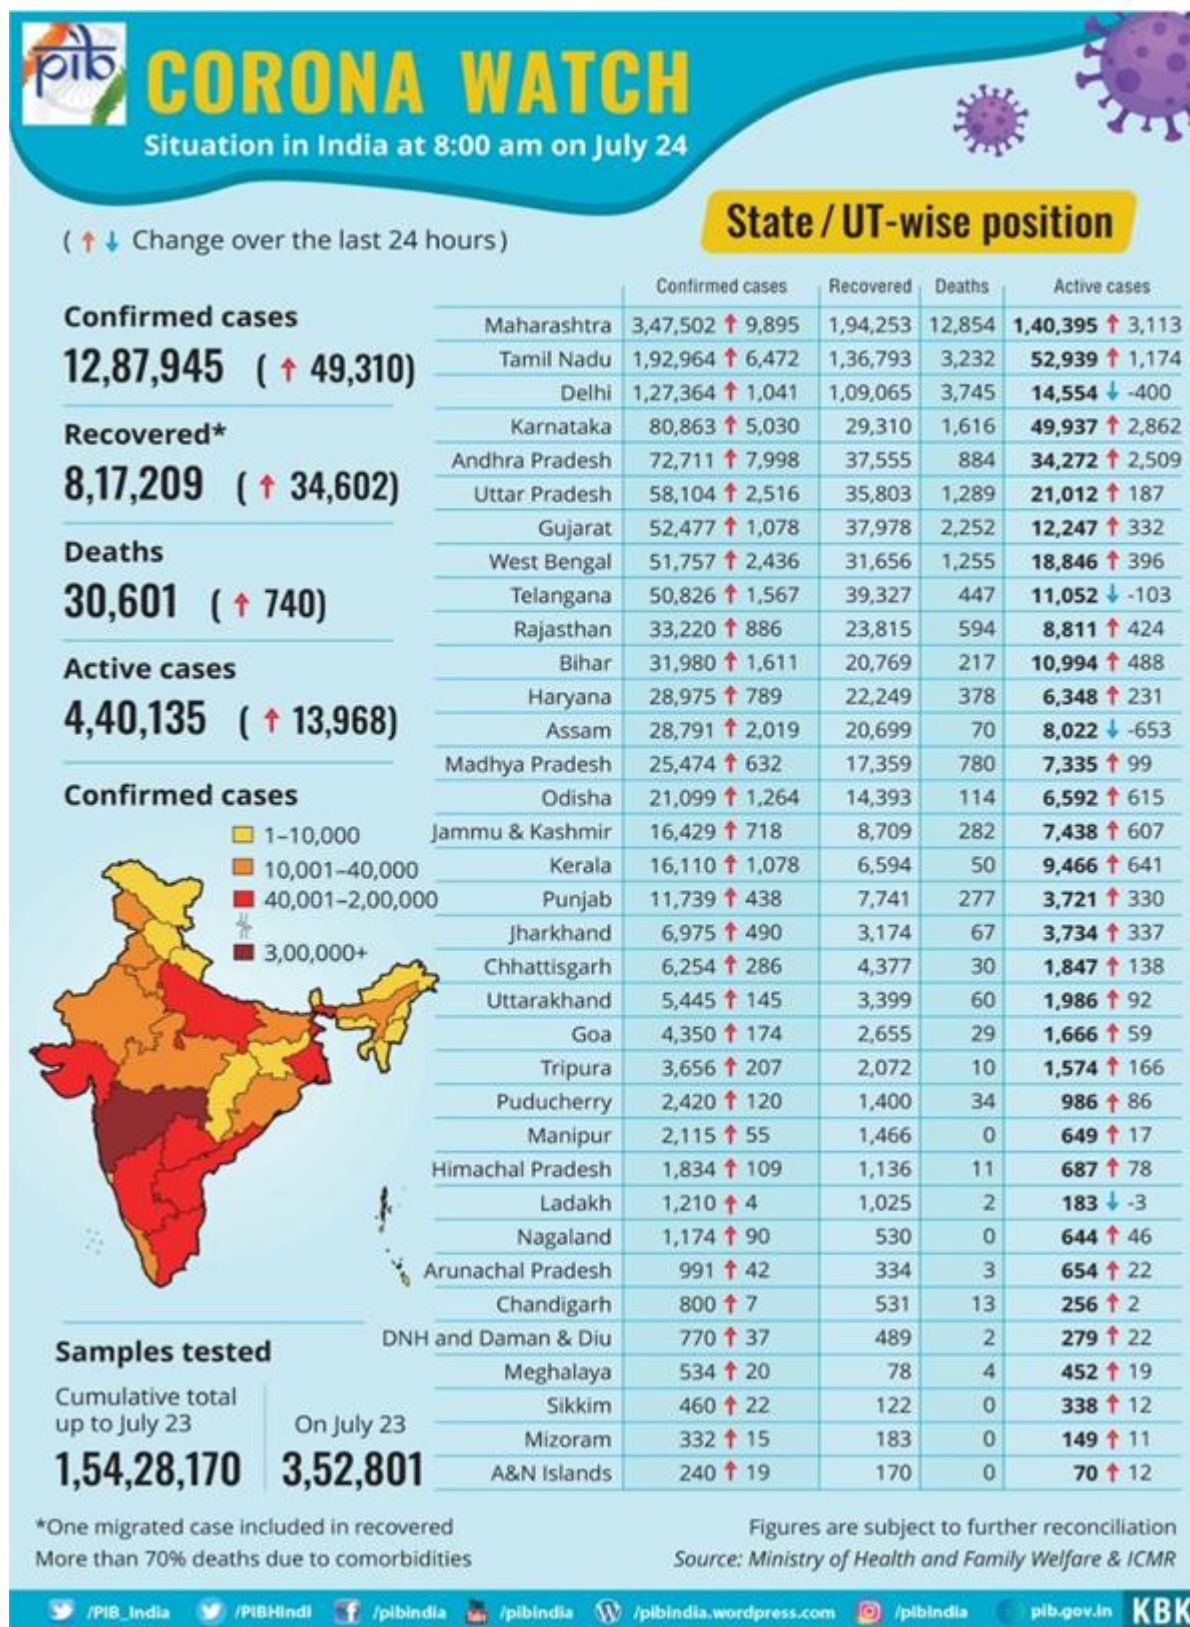 pib
CORONA WATCH
Situation in India at 8:00 am on July 24
(↑ ↓ Change over the last 24 hours)
Confirmed cases
12,87,945 (↑ 49,310)
Recovered*
8,17,209 (↑ 34,602)
Deaths
30,601 (↑ 740)
Active cases
4,40,135 (↑ 13,968)
Confirmed cases
1–10,000
10,001–40,000
40,001–2,00,000
3,00,000+
Samples tested
Cumulative total
up to July 23
1,54,28,170
On July 23
3,52,801
State / UT-wise position
Confirmed cases Recovered Deaths Active cases
Maharashtra 3,47,502 ↑ 9,895 1,94,253 12,854 1,40,395 ↑ 3,113
Tamil Nadu 1,92,964 ↑ 6,472 1,36,793 3,232 52,939 ↑ 1,174
Delhi 1,27,364 ↑ 1,041 1,09,065 3,745 14,554 ↓ -400
Karnataka 80,863 ↑ 5,030 29,310 1,616 49,937 ↑ 2,862
Andhra Pradesh 72,711 ↑ 7,998 37,555 884 34,272 ↑ 2,509
Uttar Pradesh 58,104 ↑ 2,516 35,803 1,289 21,012 ↑ 187
Gujarat 52,477 ↑ 1,078 37,978 2,252 12,247 ↑ 332
West Bengal 51,757 ↑ 2,436 31,656 1,255 18,846 ↑ 396
Telangana 50,826 ↑ 1,567 39,327 447 11,052 ↓ -103
Rajasthan 33,220 ↑ 886 23,815 594 8,811 ↑ 424
Bihar 31,980 ↑ 1,611 20,769 217 10,994 ↑ 488
Haryana 28,975 ↑ 789 22,249 378 6,348 ↑ 231
Assam 28,791 ↑ 2,019 20,699 70 8,022 ↓ -653
Madhya Pradesh 25,474 ↑ 632 17,359 780 7,335 ↑ 99
Odisha 21,099 ↑ 1,264 14,393 114 6,592 ↑ 615
Jammu & Kashmir 16,429 ↑ 718 8,709 282 7,438 ↑ 607
Kerala 16,110 ↑ 1,078 6,594 50 9,466 ↑ 641
Punjab 11,739 ↑ 438 7,741 277 3,721 ↑ 330
Jharkhand 6,975 ↑ 490 3,174 67 3,734 ↑ 337
Chhattisgarh 6,254 ↑ 286 4,377 30 1,847 ↑ 138
Uttarakhand 5,445 ↑ 145 3,399 60 1,986 ↑ 92
Goa 4,350 ↑ 174 2,655 29 1,666 ↑ 59
Tripura 3,656 ↑ 207 2,072 10 1,574 ↑ 166
Puducherry 2,420 ↑ 120 1,400 34 986 ↑ 86
Manipur 2,115 ↑ 55 1,466 0 649 ↑ 17
Himachal Pradesh 1,834 ↑ 109 1,136 11 687 ↑ 78
Ladakh 1,210 ↑ 4 1,025 2 183 ↓ -3
Nagaland 1,174 ↑ 90 530 0 644 ↑ 46
Arunachal Pradesh 991 ↑ 42 334 3 654 ↑ 22
Chandigarh 800 ↑ 7 531 13 256 ↑ 2
DNH and Daman & Diu 770 ↑ 37 489 2 279 ↑ 22
Meghalaya 534 ↑ 20 78 4 452 ↑ 19
Sikkim 460 ↑ 22 122 0 338 ↑ 12
Mizoram 332 ↑ 15 183 0 149 ↑ 11
A&N Islands 240 ↑ 19 170 0 70 ↑ 12
*One migrated case included in recovered
More than 70% deaths due to comorbidities
Figures are subject to further reconciliation
Source: Ministry of Health and Family Welfare & ICMR
/PIB_India /PIBHindi /pibindia /pibindia /pibindia.wordpress.com /pibindia pib.gov.in KBK